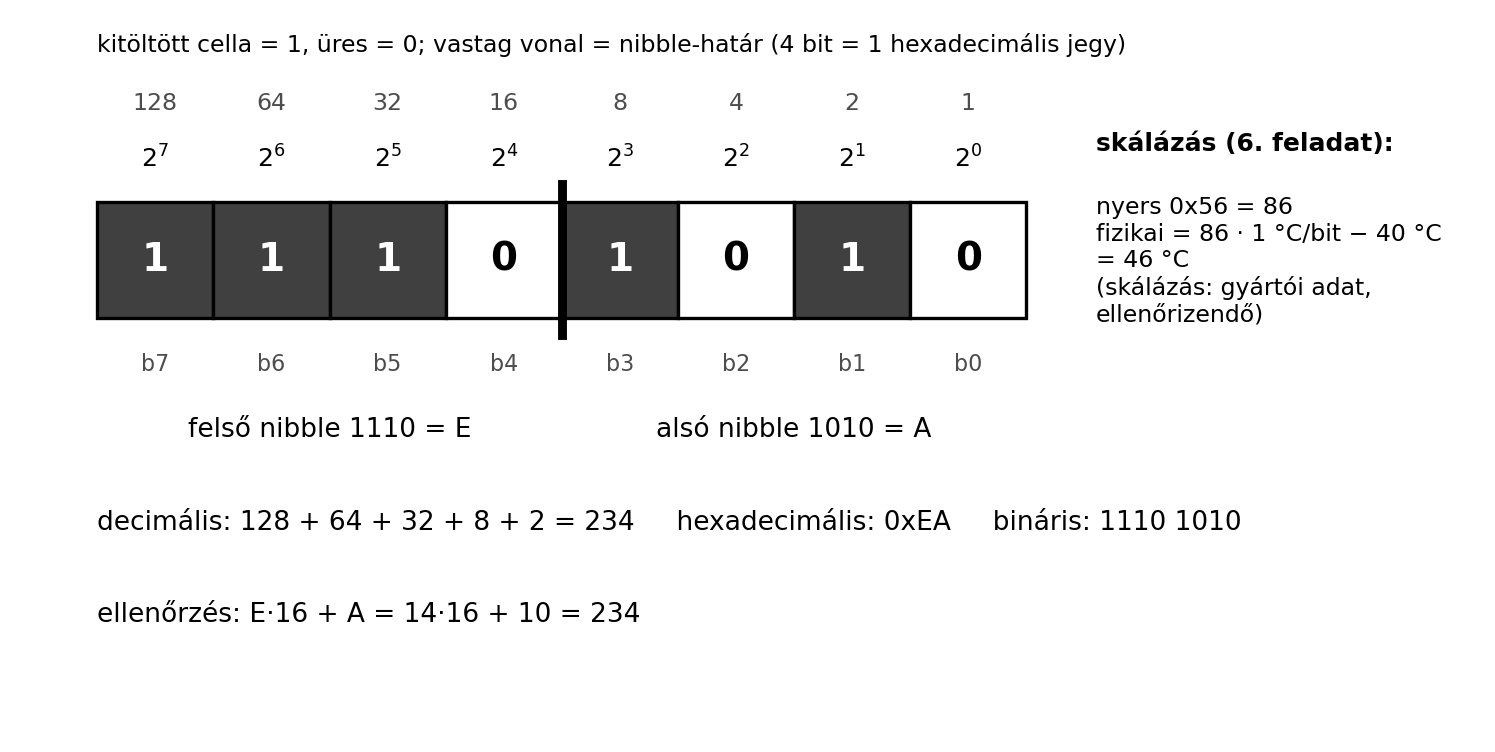 kitöltött cella = 1, üres = 0; vastag vonal = nibble-határ (4 bit = 1 hexadecimális jegy)
128 64 32 16 8 4 2 1
2⁷ 2⁶ 2⁵ 2⁴ 2³ 2² 2¹ 2⁰
1 1 1 0 1 0 1 0
b7 b6 b5 b4 b3 b2 b1 b0
skálázás (6. feladat):
nyers 0x56 = 86
fizikai = 86 · 1 °C/bit − 40 °C
= 46 °C
(skálázás: gyártói adat,
ellenőrizendő)
felső nibble 1110 = E alsó nibble 1010 = A
decimális: 128 + 64 + 32 + 8 + 2 = 234 hexadecimális: 0xEA bináris: 1110 1010
ellenőrzés: E·16 + A = 14·16 + 10 = 234